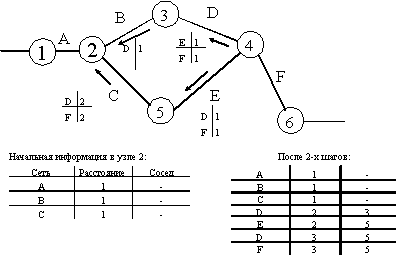 B 3 D
D 1
E 1
F 1
1 A 2 4
C E F
D 2
F 2
5
D 1
F 1
6
Начальная информация в узле 2: После 2-х шагов:
Сеть Расстояние Сосед
A 1 -
B 1 -
C 1 -
A 1 -
B 1 -
C 1 -
D 2 3
E 2 5
D 3 5
F 3 5